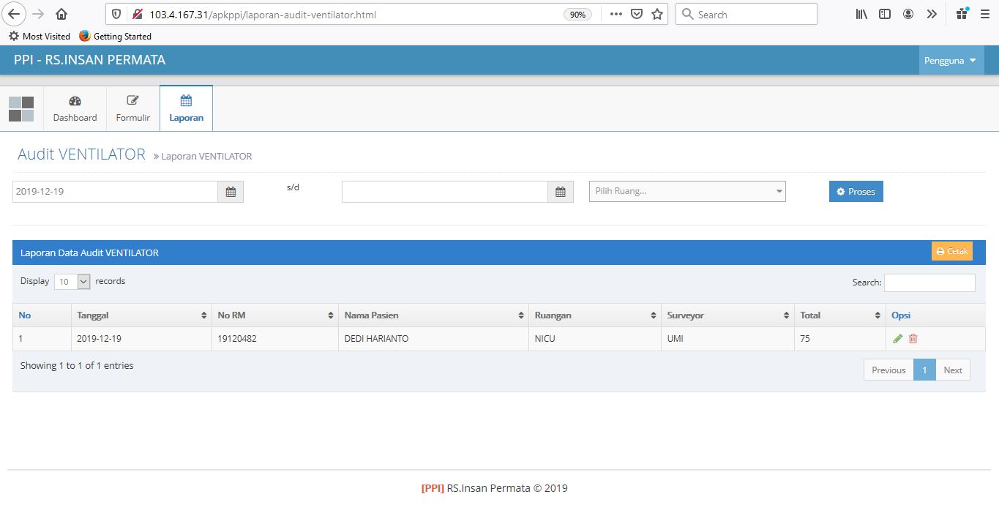 103.4.167.31/apkppi/laporan-audit-ventilator.html 90% Search
Most Visited Getting Started
PPI - RS.INSAN PERMATA Pengguna
Dashboard Formulir Laporan
Audit VENTILATOR » Laporan VENTILATOR
2019-12-19 s/d Pilih Ruang... Proses
Laporan Data Audit VENTILATOR Cetak
Display 10 records Search:
No Tanggal No RM Nama Pasien Ruangan Surveyor Total Opsi
1 2019-12-19 19120482 DEDI HARIANTO NICU UMI 75
Showing 1 to 1 of 1 entries Previous 1 Next
[PPI] RS.Insan Permata © 2019